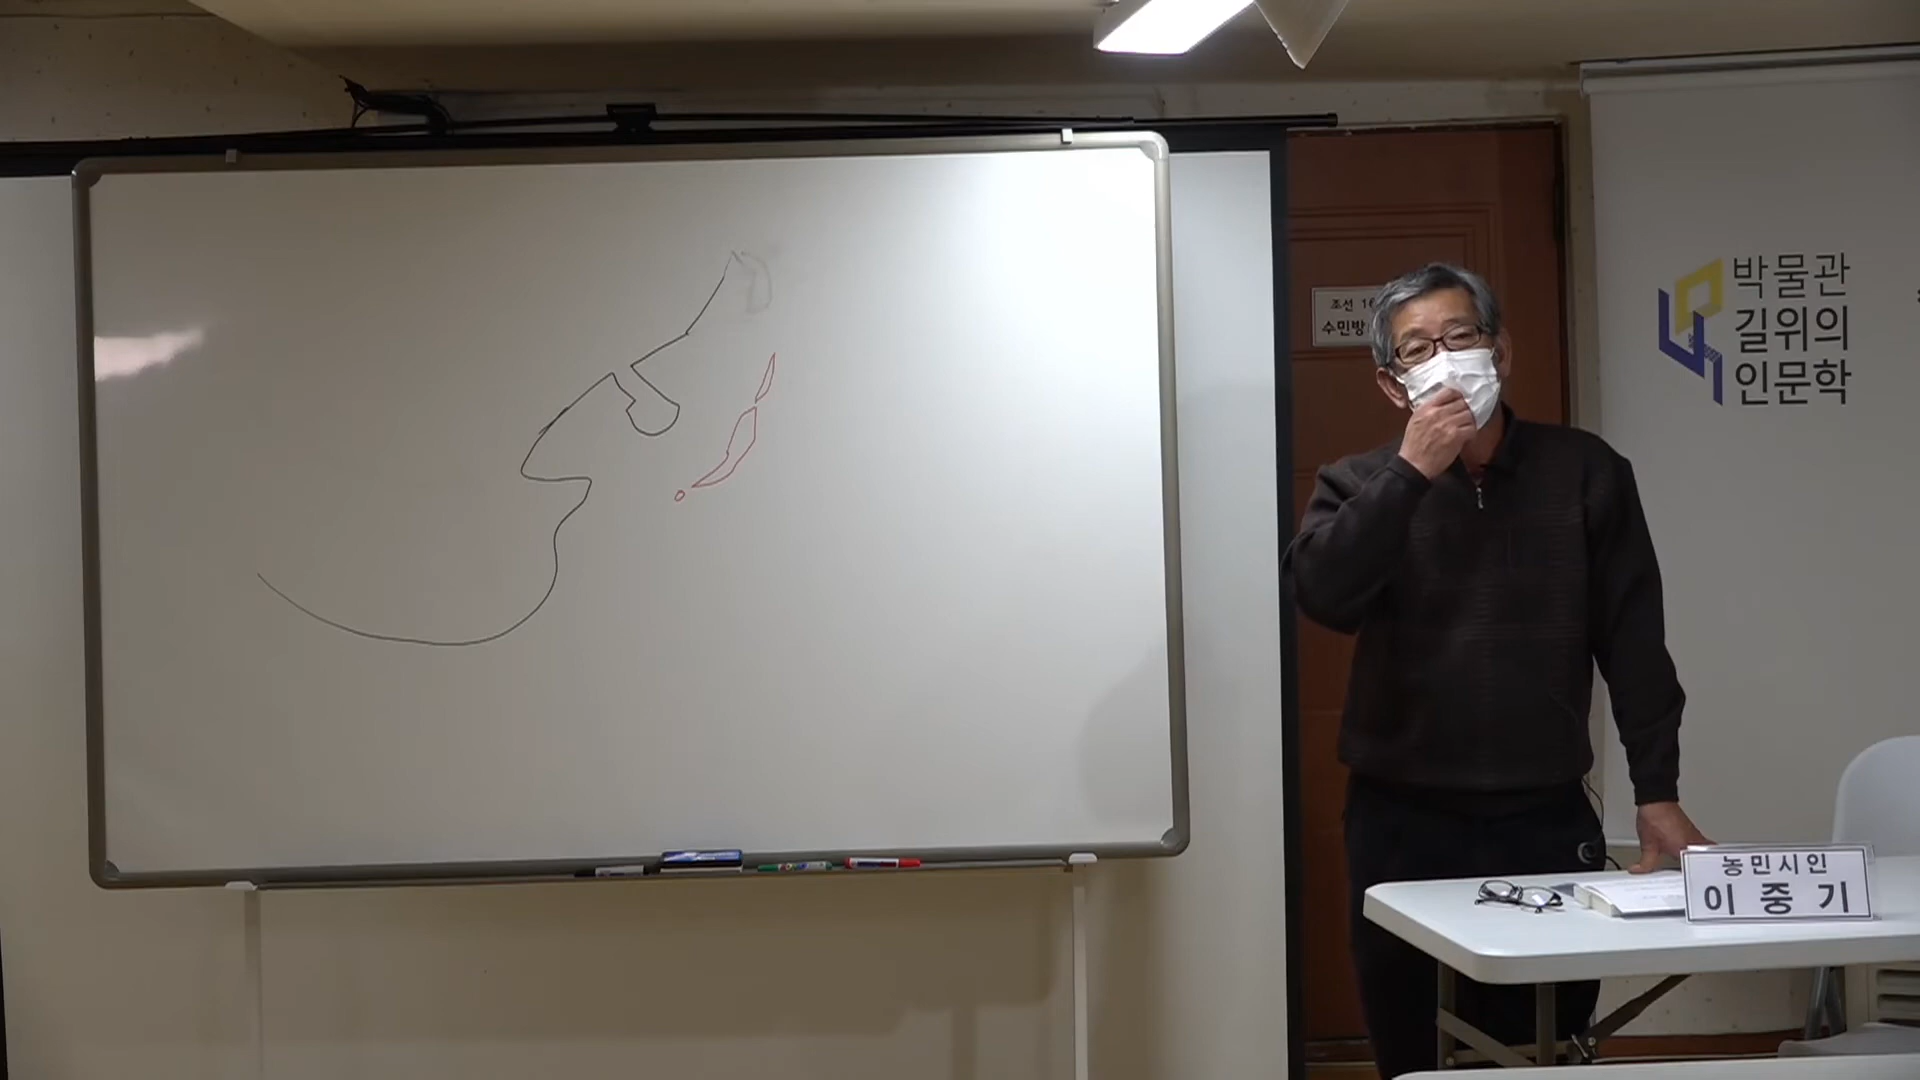 박물관
길위의
인문학
조선 16
수민방
농민시인
이중기